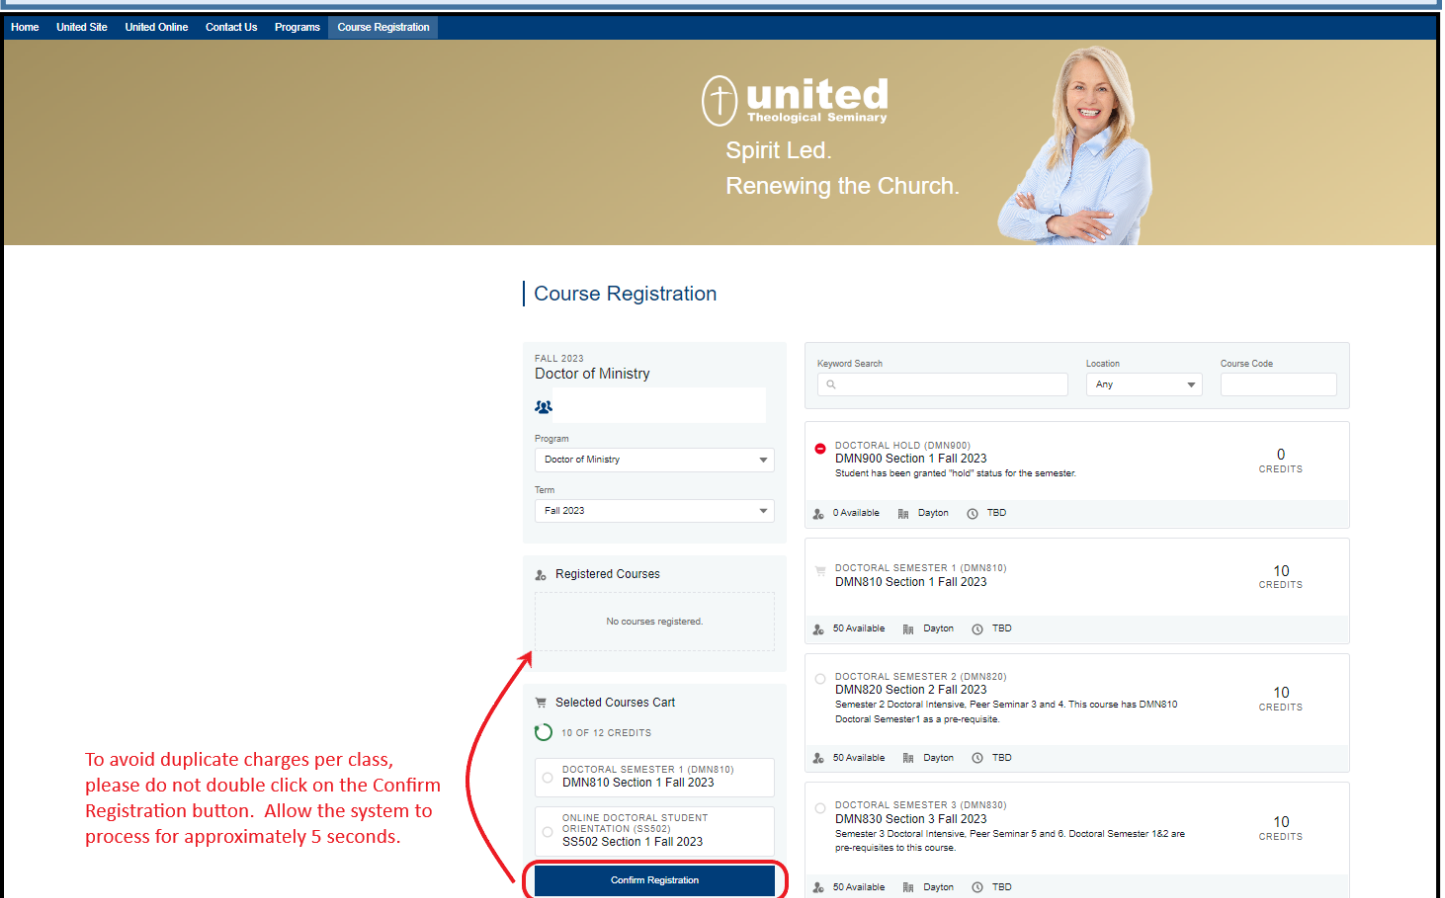 Home United Site United Online Contact Us Programs Course Registration
united
Theological Seminary
Spirit Led.
Renewing the Church.
Course Registration
FALL 2023
Doctor of Ministry
Program
Doctor of Ministry
Term
Fall 2023
Registered Courses
No courses registered.
Selected Courses Cart
10 OF 12 CREDITS
DOCTORAL SEMESTER 1 (DMN810)
DMN810 Section 1 Fall 2023
ONLINE DOCTORAL STUDENT
ORIENTATION (SS502)
SS502 Section 1 Fall 2023
Confirm Registration
To avoid duplicate charges per class,
please do not double click on the Confirm
Registration button. Allow the system to
process for approximately 5 seconds.
Keyword Search Location Course Code
Any
DOCTORAL HOLD (DMN900)
DMN900 Section 1 Fall 2023
Student has been granted "hold" status for the semester.
0
CREDITS
0 Available Dayton TBD
DOCTORAL SEMESTER 1 (DMN810)
DMN810 Section 1 Fall 2023
10
CREDITS
50 Available Dayton TBD
DOCTORAL SEMESTER 2 (DMN820)
DMN820 Section 2 Fall 2023
Semester 2 Doctoral Intensive, Peer Seminar 3 and 4. This course has DMN810
Doctoral Semester1 as a pre-requisite.
10
CREDITS
50 Available Dayton TBD
DOCTORAL SEMESTER 3 (DMN830)
DMN830 Section 3 Fall 2023
Semester 3 Doctoral Intensive, Peer Seminar 5 and 6. Doctoral Semester 1&2 are
pre-requisites to this course.
10
CREDITS
50 Available Dayton TBD